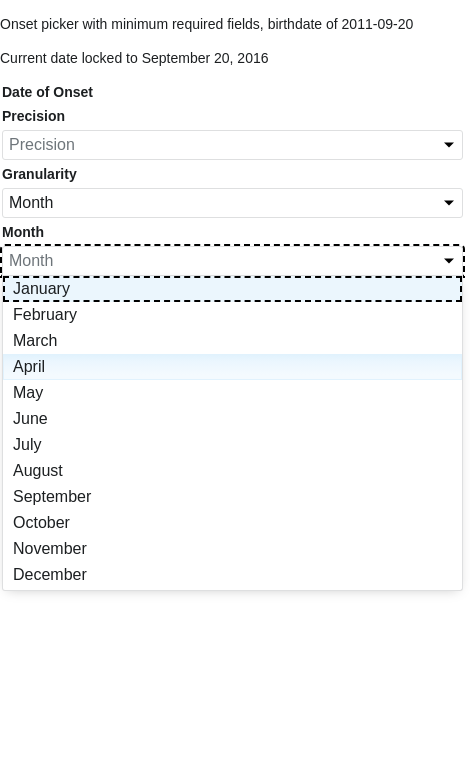 Onset picker with minimum required fields, birthdate of 2011-09-20
Current date locked to September 20, 2016
Date of Onset
Precision
Precision
Granularity
Month
Month
Month
January
February
March
April
May
June
July
August
September
October
November
December